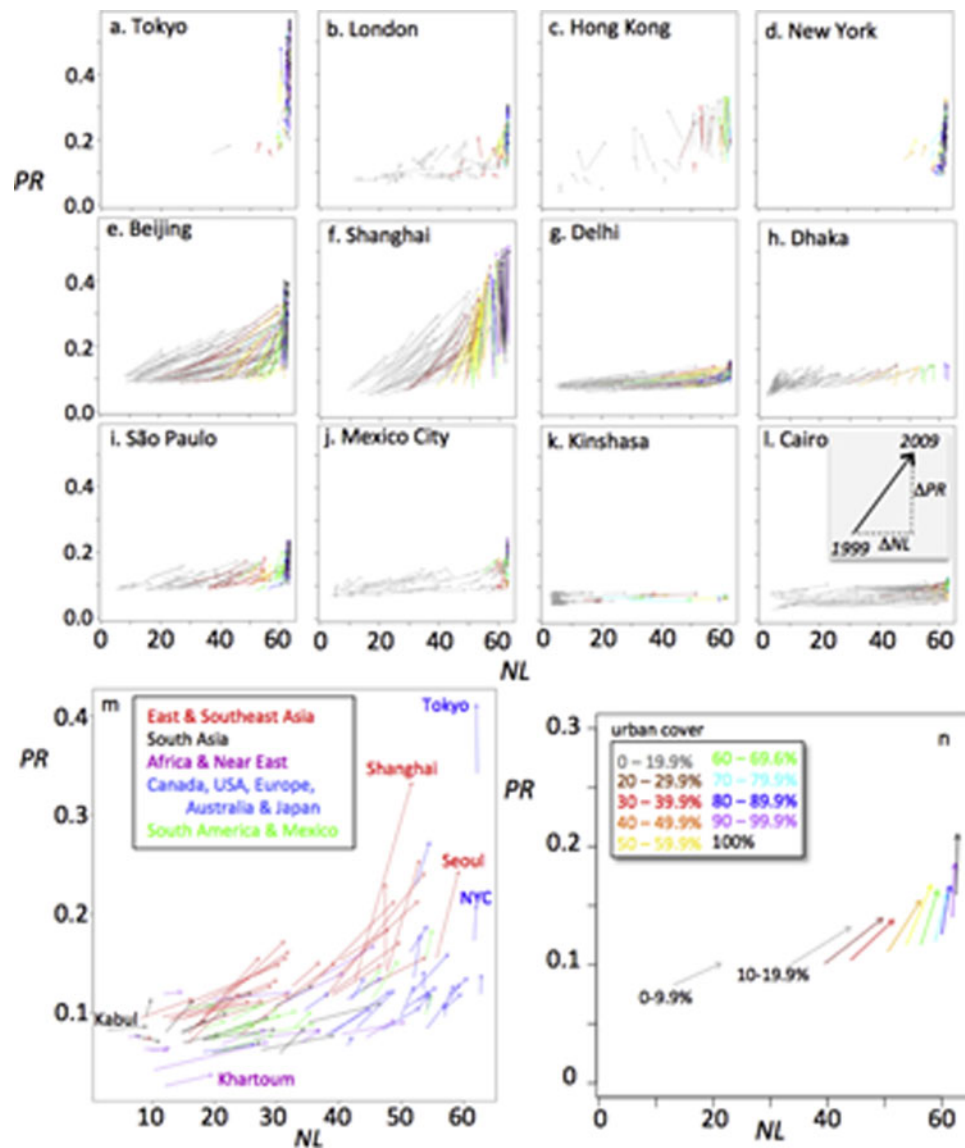 a. Tokyo
b. London
c. Hong Kong
d. New York
0.4
0.2
PR
0.0
e. Beijing
f. Shanghai
g. Delhi
h. Dhaka
0.4
0.2
0.0
i. São Paulo
j. Mexico City
k. Kinshasa
l. Cairo
2009
ΔPR
1999 ΔNL
0.4
0.2
0.0
0 20 40 60 0 20 40 60 0 20 40 60 0 20 40 60
NL
m
East & Southeast Asia
South Asia
Africa & Near East
Canada, USA, Europe,
Australia & Japan
South America & Mexico
Tokyo
Shanghai
Seoul
NYC
Kabul
Khartoum
PR
0.4
0.3
0.2
0.1
10 20 30 40 50 60
NL
n
urban cover
0 – 19.9%
20 – 29.9%
30 – 39.9%
40 – 49.9%
50 – 59.9%
60 – 69.6%
70 – 79.9%
80 – 89.9%
90 – 99.9%
100%
PR
0.3
0.2
0.1
0
0-9.9%
10-19.9%
0 20 40 60
NL